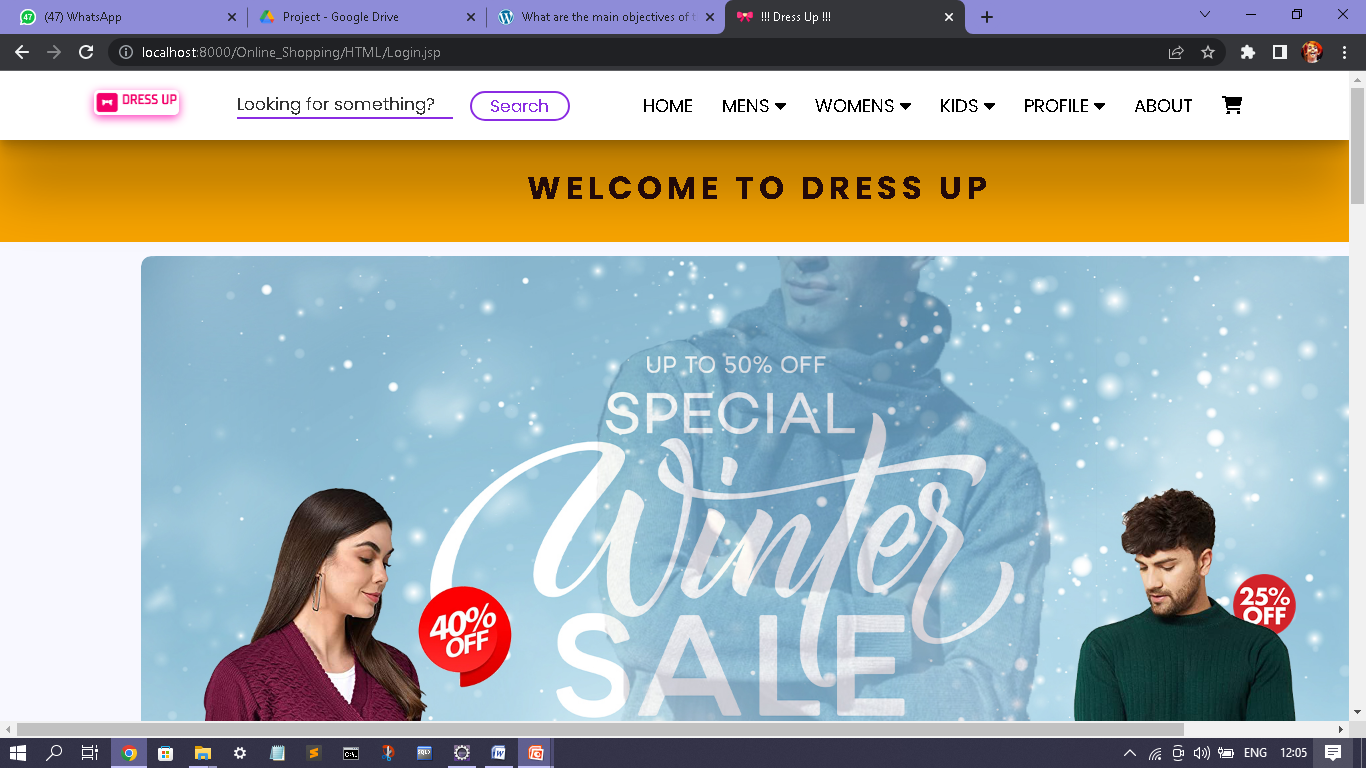 47
(47) WhatsApp
Project - Google Drive
What are the main objectives of t
!!! Dress Up !!!
localhost:8000/Online_Shopping/HTML/Login.jsp
DRESS UP
Looking for something?
Search
HOME
MENS
WOMENS
KIDS
PROFILE
ABOUT
WELCOME TO DRESS UP
UP TO 50% OFF
SPECIAL
Winter
SALE
40%
OFF
25%
OFF
ENG
12:05